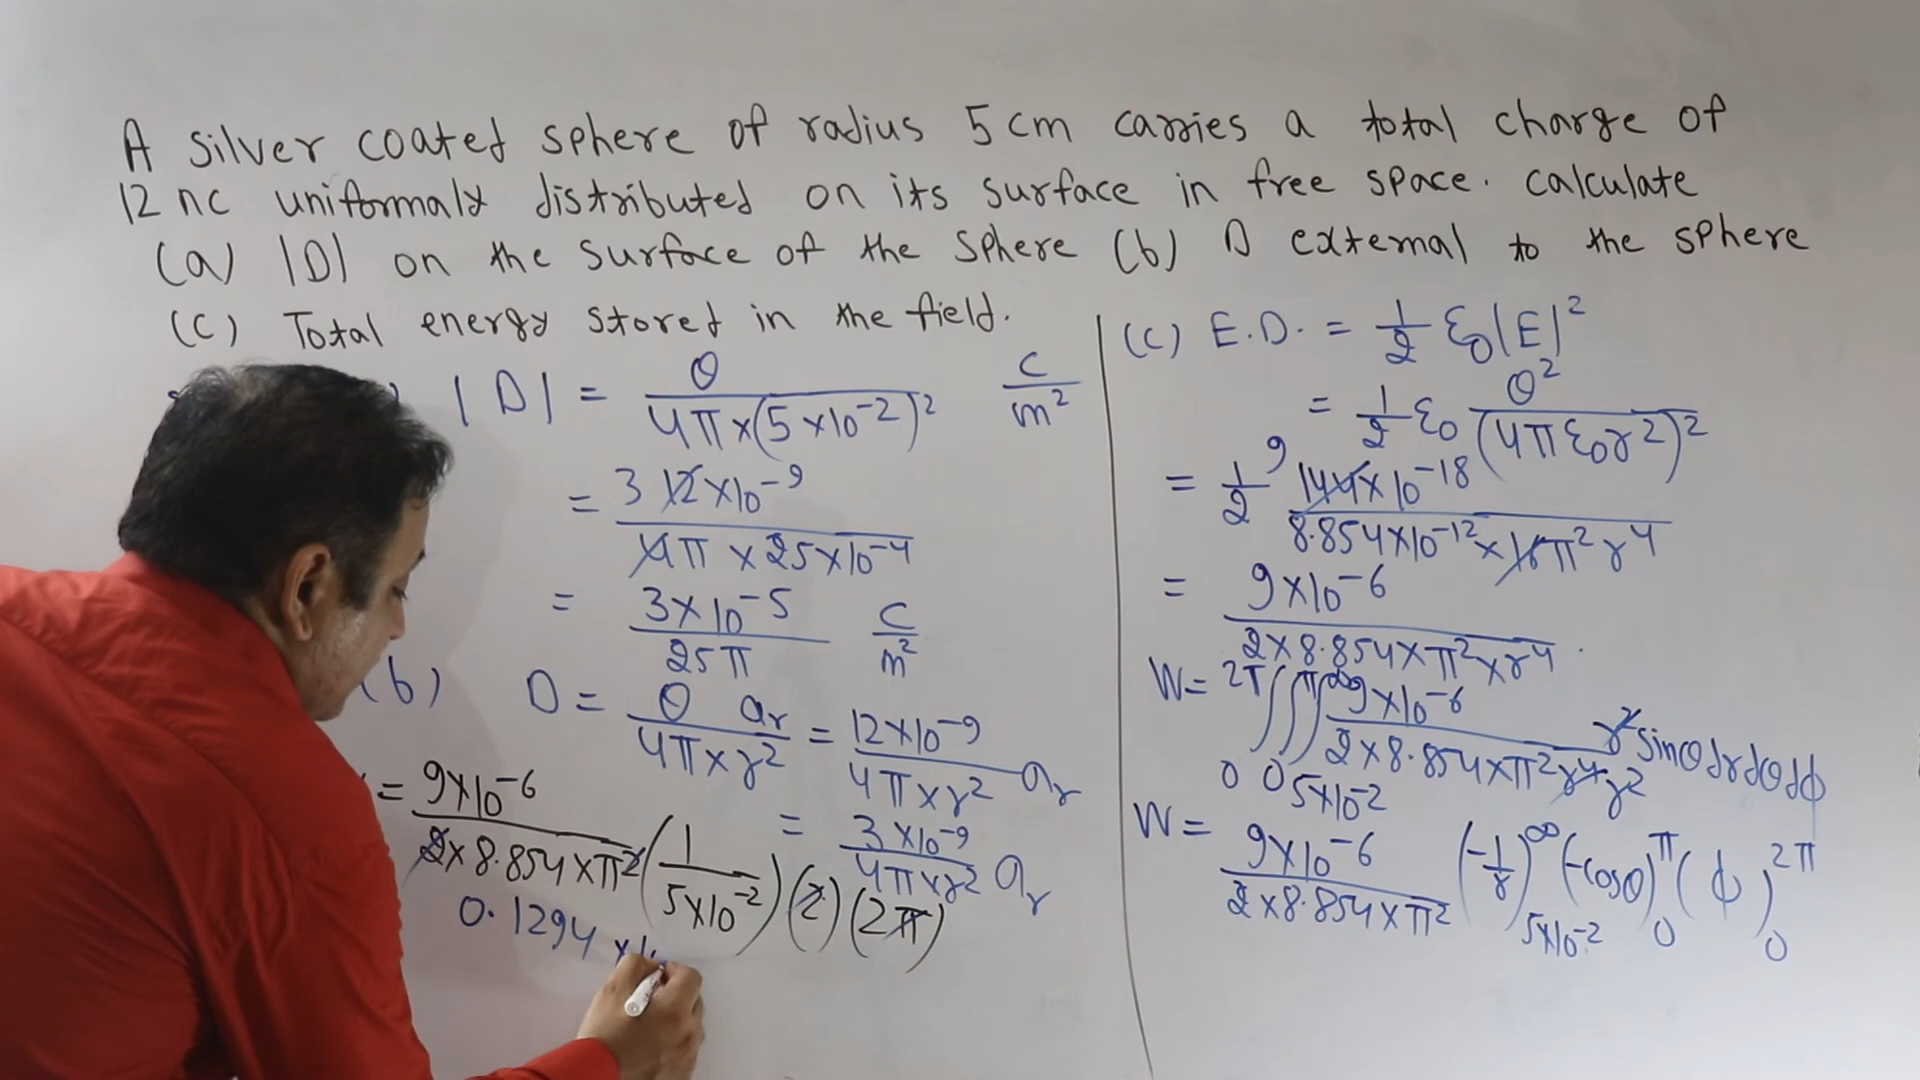 A silver coated sphere of radius 5 cm carries a total charge of
12 nc uniformaly distributed on its surface in free space. calculate
(a) |D| on the surface of the sphere (b) D external to the sphere
(c) Total energy stored in the field.
|D| = Q / (4π×(5×10⁻²)²) C/m²
= 3 12×10⁻⁹ / (4π × 25×10⁻⁴)
= 3×10⁻⁵ / 25π C/m²
(b) D = Q ar / (4π×r²) = 12×10⁻⁹ / (4π×r²) ar
= 3×10⁻⁹ / (4π×r²) ar
= 9×10⁻⁶ / (2×8.854×π²) (1 / (5×10⁻²)) (2) (2π)
0.1294 ×
(c) E.D. = 1/2 ε₀|E|²
= 1/2 ε₀ Q² / (4πε₀r²)²
= 1/2 9 144×10⁻¹⁸ / (8.854×10⁻¹² × 16π² r⁴)
= 9×10⁻⁶ / (2×8.854×π²×r⁴)
W = 2π∫₀ π∫₀ ∞∫5×10⁻² 9×10⁻⁶ / (2×8.854×π² r⁴ r²) r² sinθ dr dθ dϕ
W = 9×10⁻⁶ / (2×8.854×π²) (-1/r)∞ 5×10⁻² (-cosθ)π 0 (ϕ)2π 0